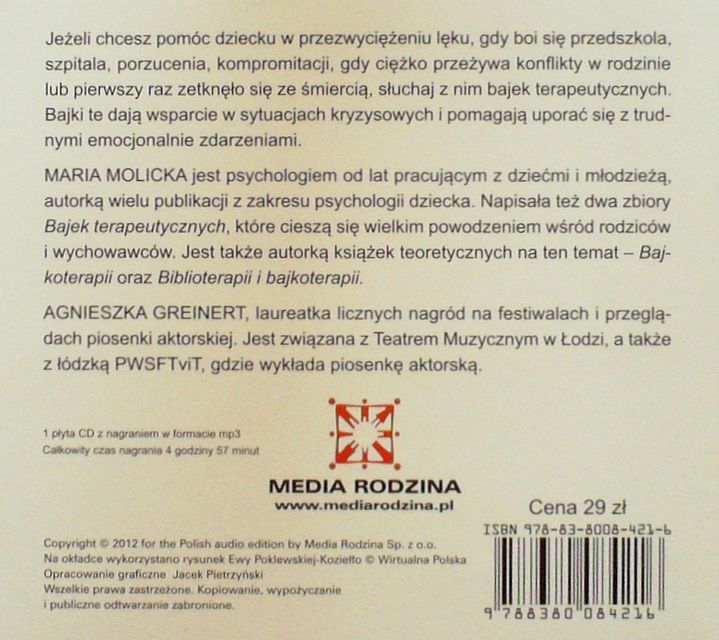 Jeżeli chcesz pomóc dziecku w przezwyciężeniu lęku, gdy boi się przedszkola,
szpitala, porzucenia, kompromitacji, gdy ciężko przeżywa konflikty w rodzinie
lub pierwszy raz zetknęło się ze śmiercią, słuchaj z nim bajek terapeutycznych.
Bajki te dają wsparcie w sytuacjach kryzysowych i pomagają uporać się z trud-
nymi emocjonalnie zdarzeniami.
MARIA MOLICKA jest psychologiem od lat pracującym z dziećmi i młodzieżą,
autorką wielu publikacji z zakresu psychologii dziecka. Napisała też dwa zbiory
Bajek terapeutycznych, które cieszą się wielkim powodzeniem wśród rodziców
i wychowawców. Jest także autorką książek teoretycznych na ten temat – Baj-
koterapii oraz Biblioterapii i bajkoterapii.
AGNIESZKA GREINERT, laureatka licznych nagród na festiwalach i przeglą-
dach piosenki aktorskiej. Jest związana z Teatrem Muzycznym w Łodzi, a także
z łódzką PWSFTviT, gdzie wykłada piosenkę aktorską.
1 płyta CD z nagraniem w formacie mp3
Całkowity czas nagrania 4 godziny 57 minut
MEDIA RODZINA
www.mediarodzina.pl
Cena 29 zł
ISBN 978-83-8008-421-6
Copyright © 2012 for the Polish audio edition by Media Rodzina Sp. z o.o.
Na okładce wykorzystano rysunek Ewy Poklewskiej-Koziełło © Wirtualna Polska
Opracowanie graficzne Jacek Pietrzyński
Wszelkie prawa zastrzeżone. Kopiowanie, wypożyczanie
i publiczne odtwarzanie zabronione.
9 788380 084216